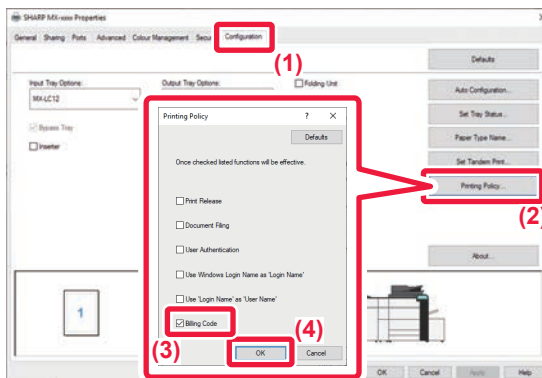 SHARP MX-xxxx Properties
General Sharing Ports Advanced Colour Management Secu Configuration
(1)
Defaults
Input Tray Options:
Output Tray Options:
Folding Unit
MX-LC12
Auto Configuration...
Bypass Tray
Inserter
Set Tray Status...
Paper Type Name...
Set Tandem Print...
Printing Policy...
(2)
Printing Policy ? ×
Defaults
Once checked listed functions will be effective.
Print Release
Document Filing
User Authentication
Use Windows Login Name as 'Login Name'
Use 'Login Name' as 'User Name'
Billing Code
(3)
(4)
OK Cancel
About...
1
OK Cancel Apply Help